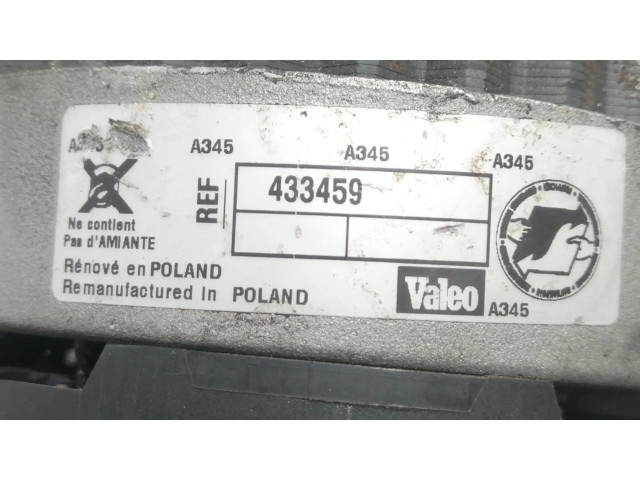 A345 A345 A345
REF 433459
Ne contient
Pas d'AMIANTE
Rénové en POLAND
Remanufactured In POLAND
Valeo
A345